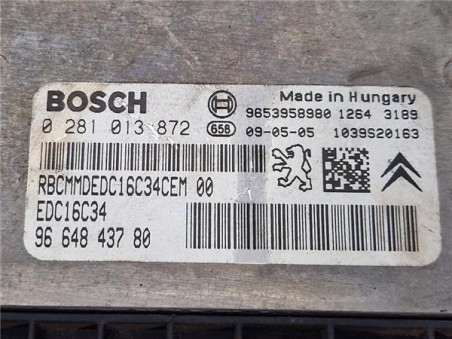 BOSCH
Made in Hungary
9653958980 1264 3189
0 281 013 872 658 09-05-05 1039S20163
RBCMMDEDC16C34CEM 00
EDC16C34
96 648 437 80